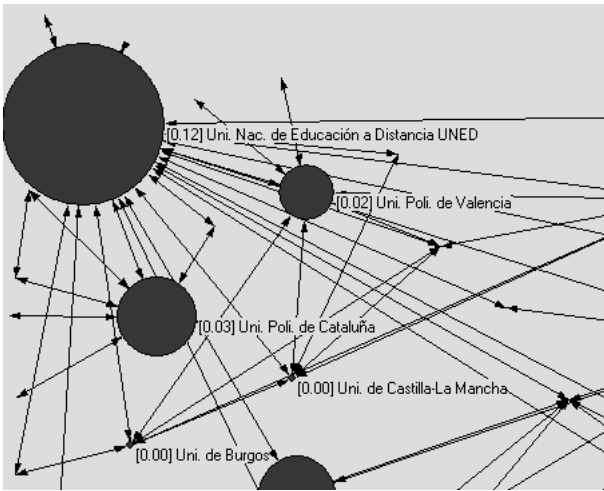 [0.12] Uni. Nac. de Educación a Distancia UNED
[0.02] Uni. Poli. de Valencia
[0.03] Uni. Poli. de Cataluña
[0.00] Uni. de Castilla-La Mancha
[0.00] Uni. de Burgos